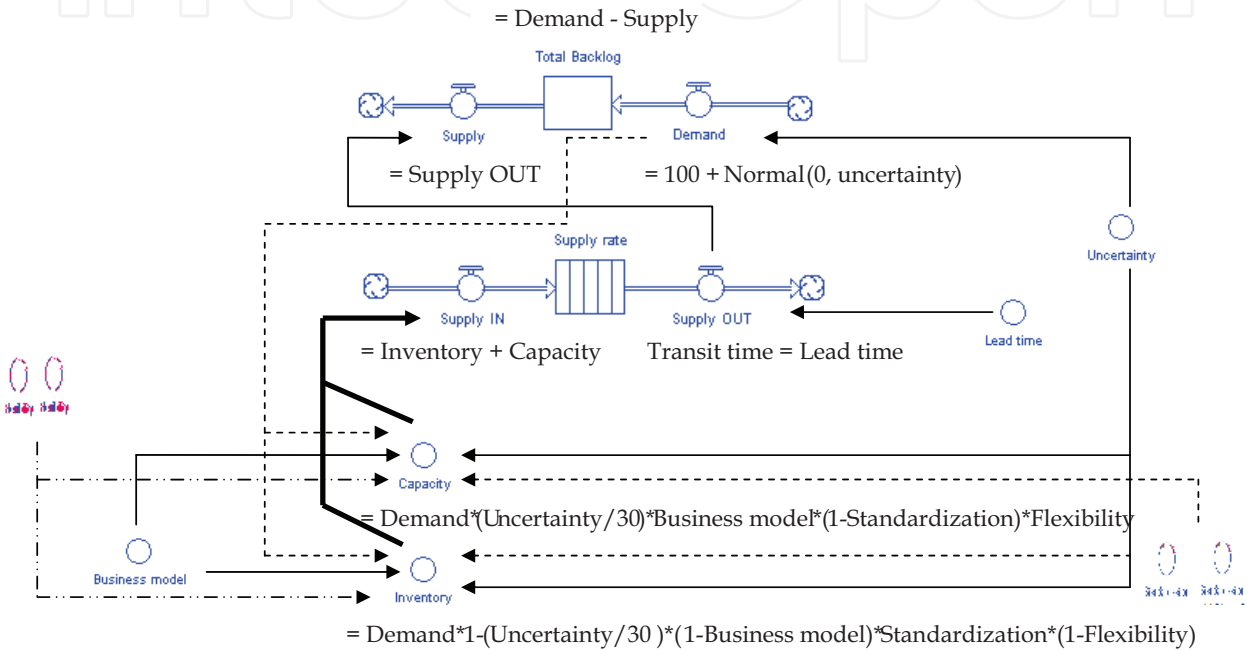 = Demand - Supply
Total Backlog
Supply
Demand
= Supply OUT
= 100 + Normal(0, uncertainty)
Supply rate
Uncertainty
Supply IN
Supply OUT
Lead time
= Inventory + Capacity
Transit time = Lead time
Capacity
= Demand*(Uncertainty/30)*Business model*(1-Standardization)*Flexibility
Business model
Inventory
= Demand*1-(Uncertainty/30 )*(1-Business model)*Standardization*(1-Flexibility)